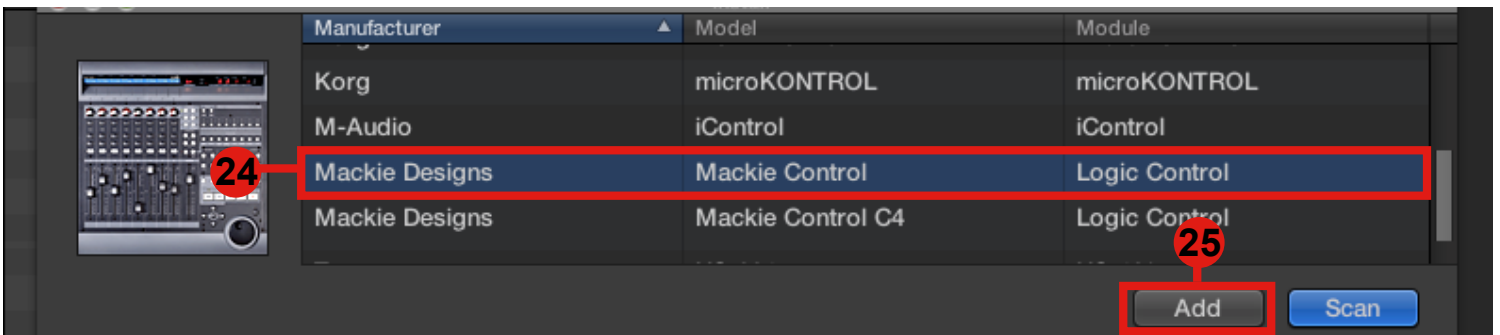 Manufacturer Model Module
Korg microKONTROL microKONTROL
M-Audio iControl iControl
24
Mackie Designs Mackie Control Logic Control
Mackie Designs Mackie Control C4 Logic Control
25
Add Scan